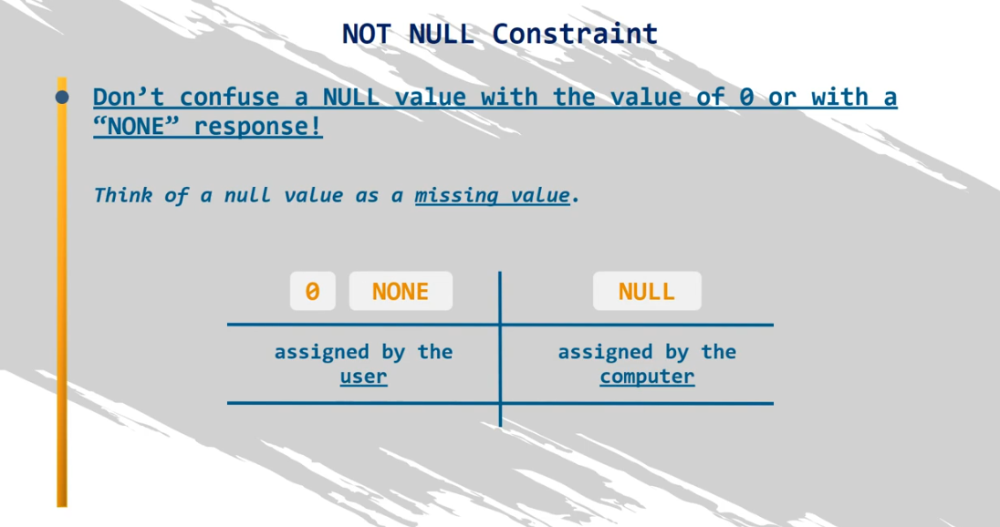 NOT NULL Constraint
Don’t confuse a NULL value with the value of 0 or with a
“NONE” response!
Think of a null value as a missing value.
0 NONE NULL
assigned by the assigned by the
user computer